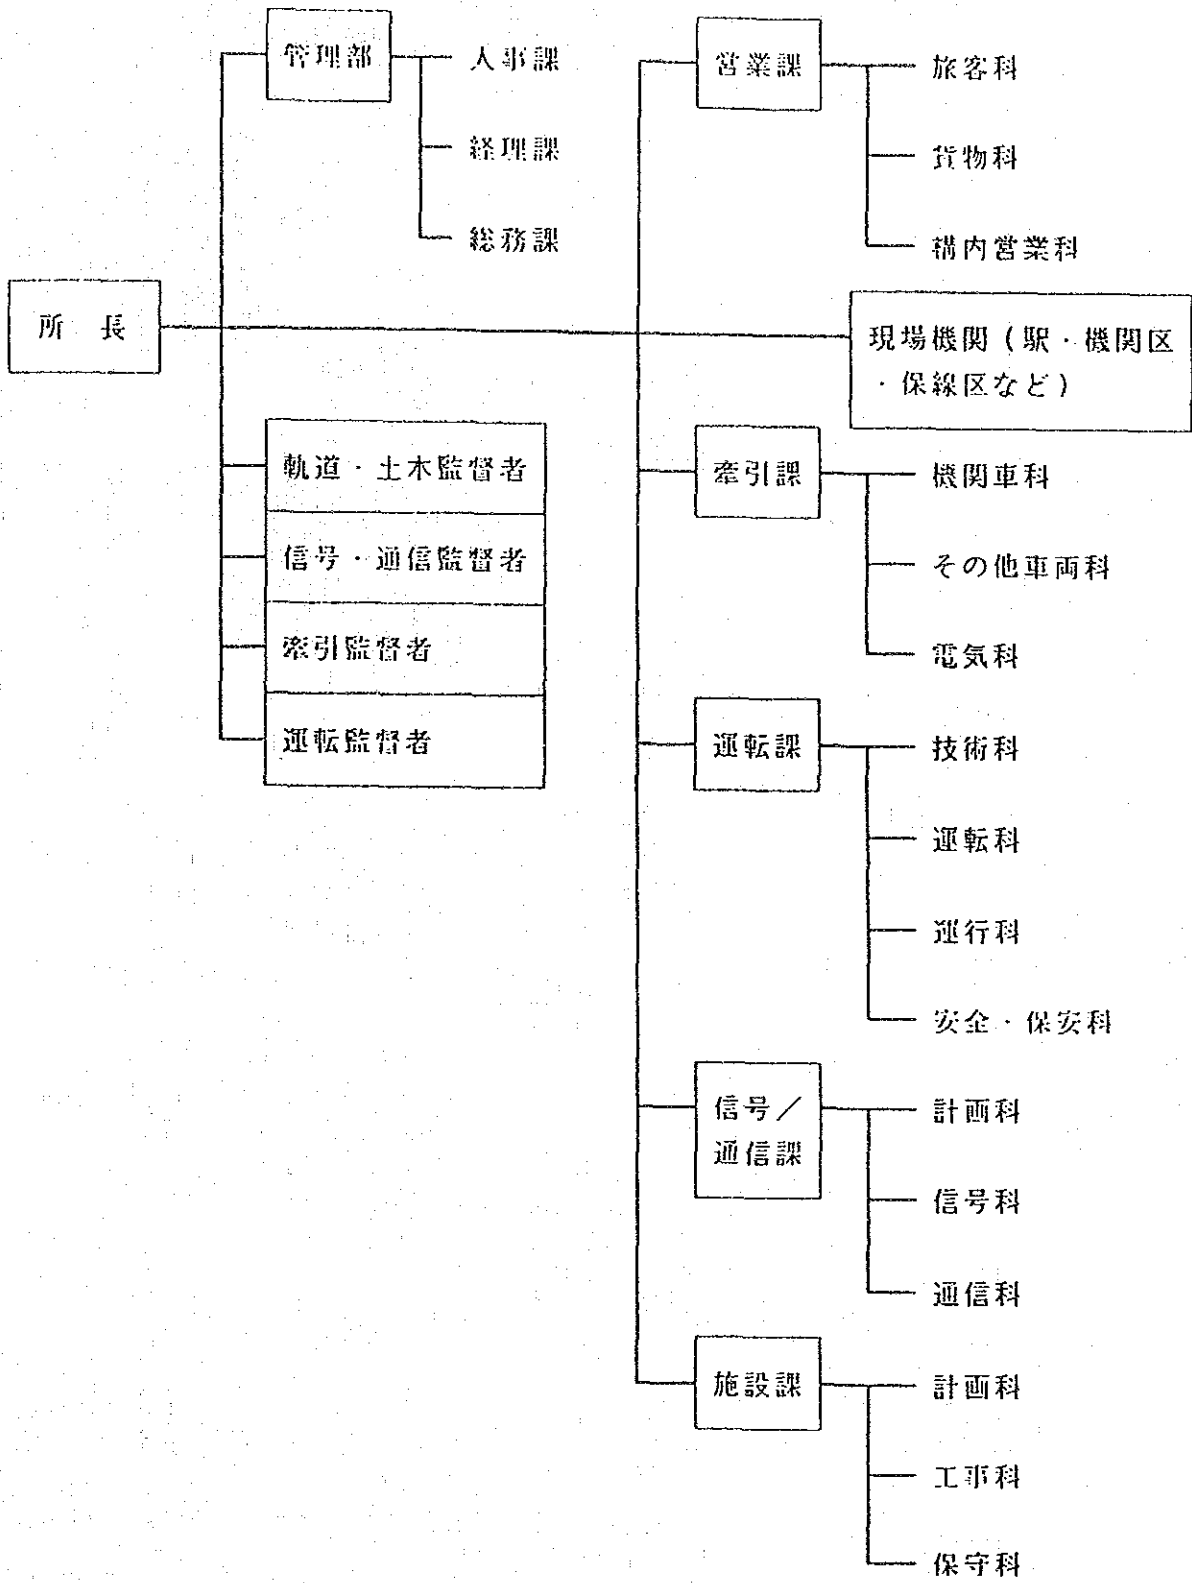 所 長
管理部
人事課
経理課
総務課
軌道・土木監督者
信号・通信監督者
牽引監督者
運転監督者
営業課
旅客科
貨物科
構内営業科
現場機関（駅・機関区
・保線区など）
牽引課
機関車科
その他車両科
電気科
運転課
技術科
運転科
運行科
安全・保安科
信号／
通信課
計画科
信号科
通信科
施設課
計画科
工事科
保守科